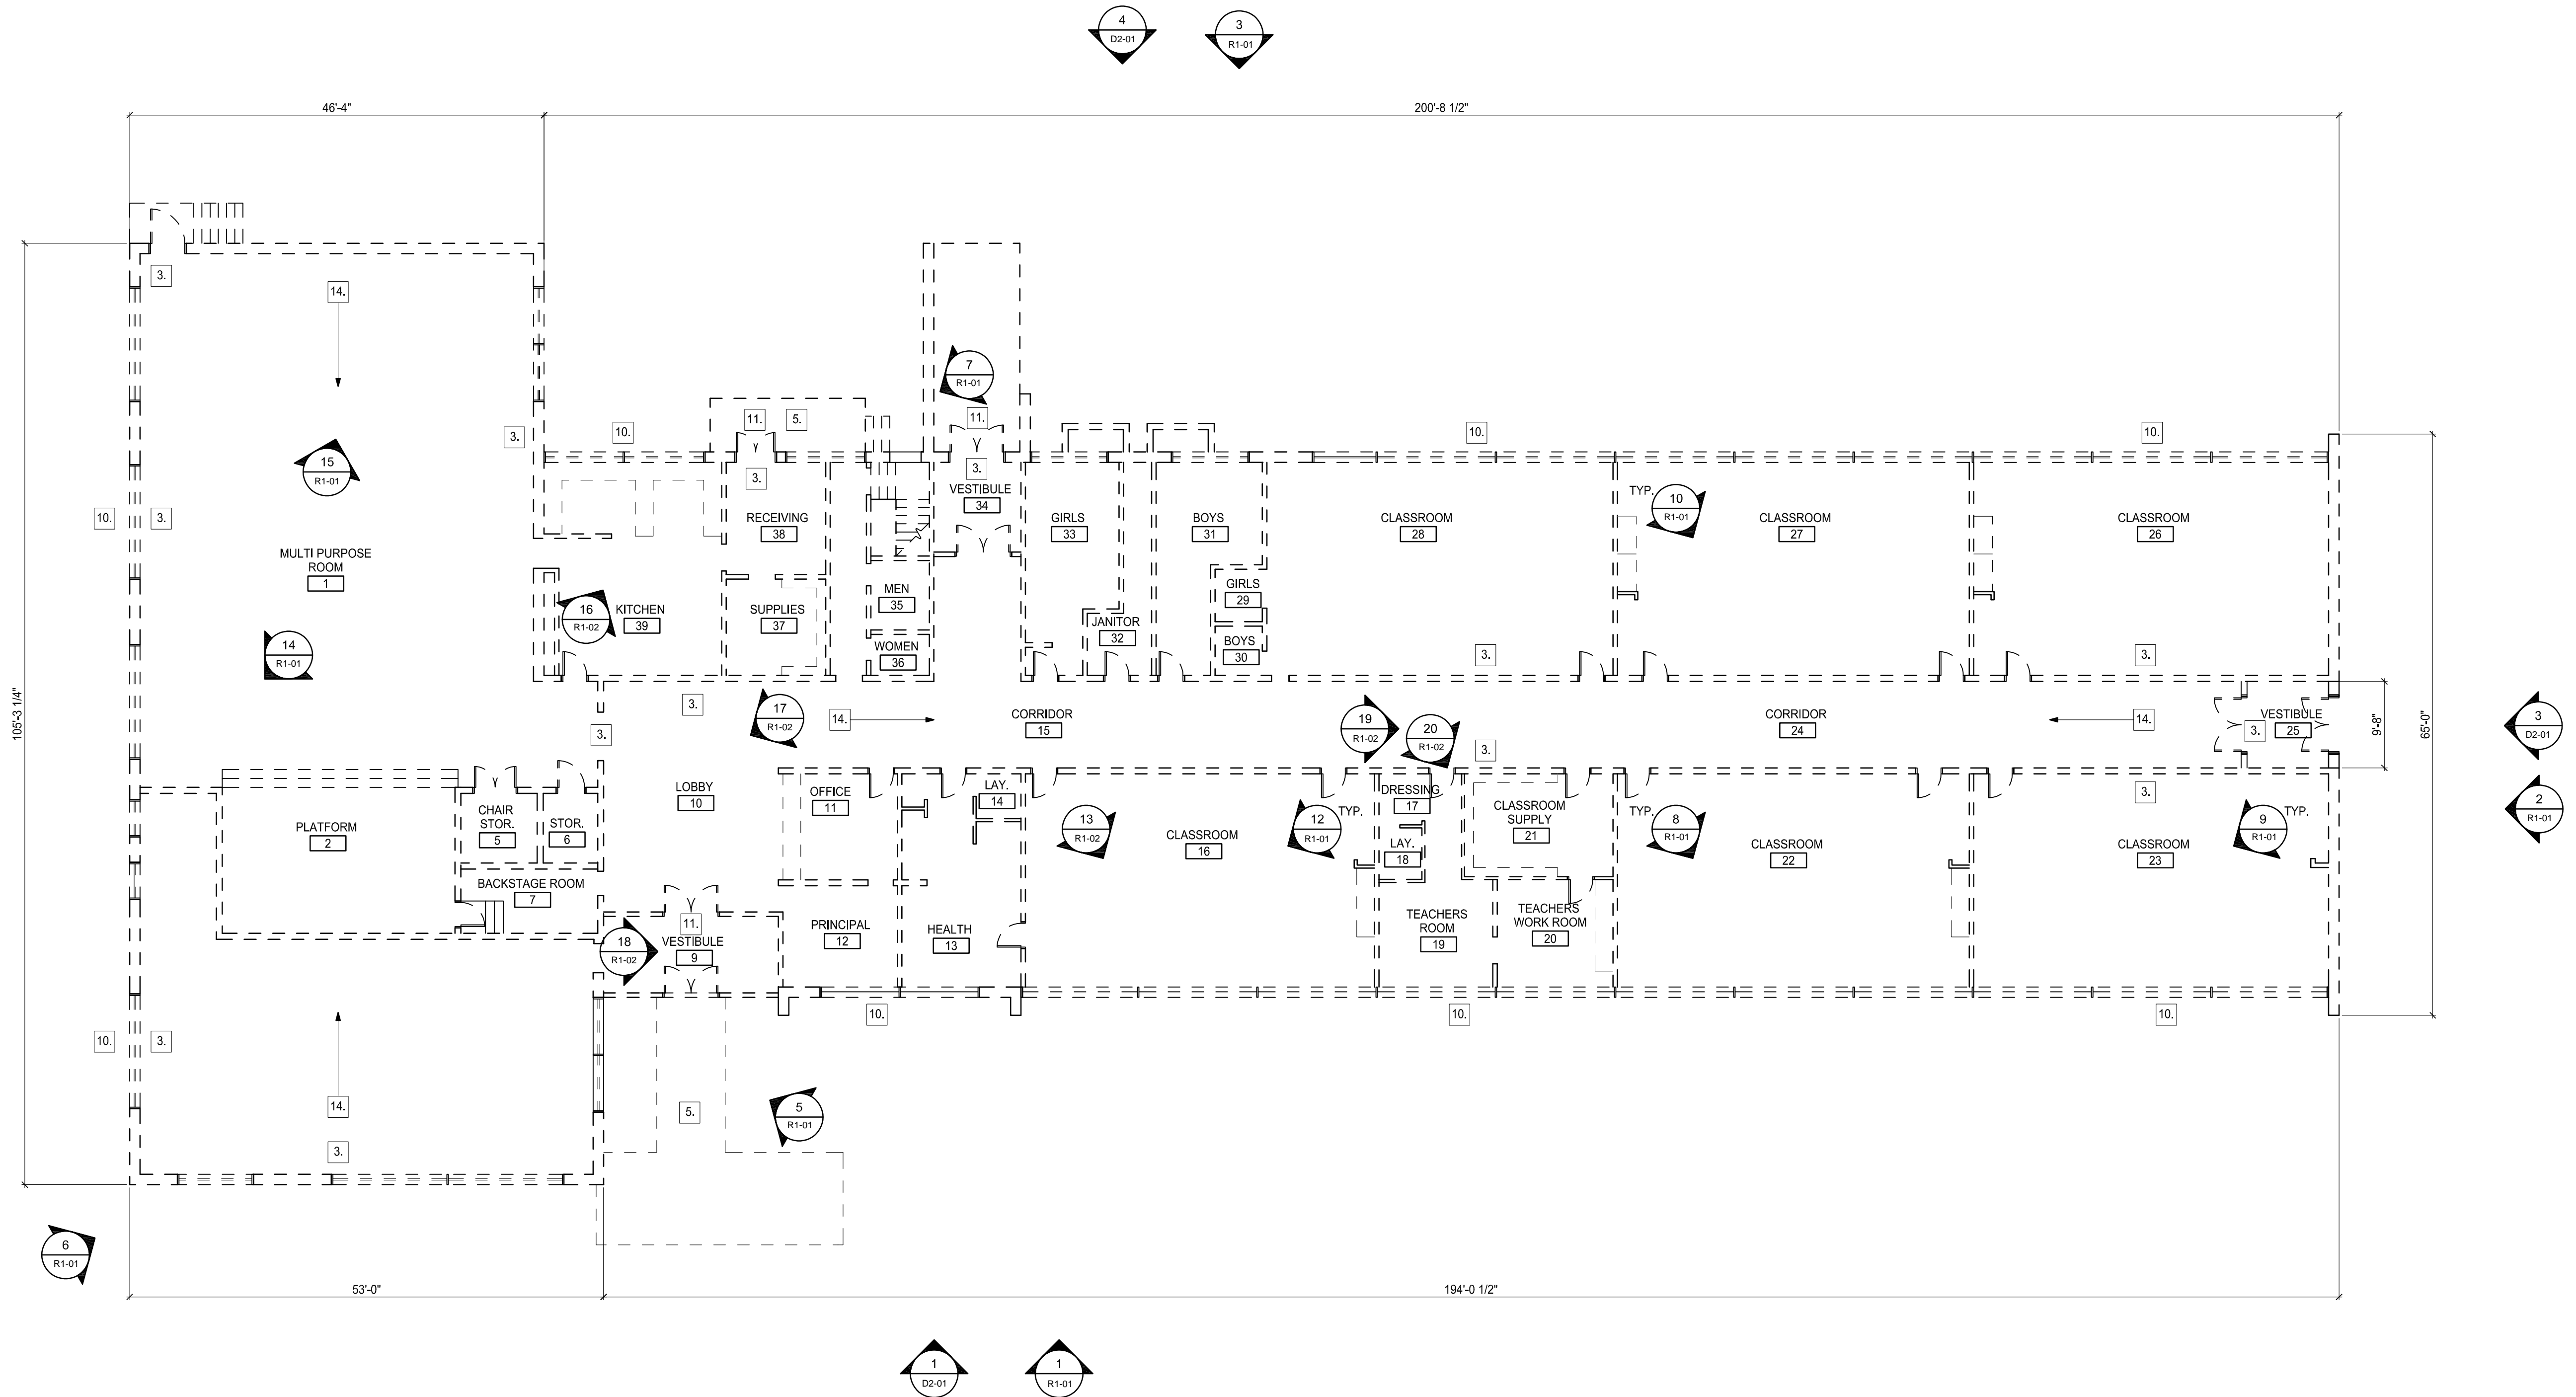 4
D2-01
3
R1-01
46'-4"
200'-8 1/2"
3.
14.
7
R1-01
11.
5.
11.
10.
3.
10.
10.
15
R1-01
3.
3.
VESTIBULE
34
TYP.
10
R1-01
10.
3.
RECEIVING
38
GIRLS
33
BOYS
31
CLASSROOM
28
CLASSROOM
27
CLASSROOM
26
MULTI PURPOSE
ROOM
1
16
R1-02
KITCHEN
39
SUPPLIES
37
MEN
35
GIRLS
29
JANITOR
32
14
R1-01
WOMEN
36
BOYS
30
3.
3.
105'-3 1/4"
3.
17
R1-02
14.
CORRIDOR
15
19
R1-02
20
R1-02
3.
CORRIDOR
24
14.
3.
VESTIBULE
25
9'-8"
65'-0"
3
D2-01
3.
LOBBY
10
OFFICE
11
LAY.
14
DRESSING
17
3.
2
R1-01
CHAIR
STOR.
5
STOR.
6
PLATFORM
2
13
R1-02
CLASSROOM
16
12
R1-01
TYP.
CLASSROOM
SUPPLY
21
TYP.
8
R1-01
CLASSROOM
22
CLASSROOM
23
9
R1-01
TYP.
LAY.
18
BACKSTAGE ROOM
7
11.
18
R1-02
VESTIBULE
9
PRINCIPAL
12
HEALTH
13
TEACHERS
ROOM
19
TEACHERS
WORK ROOM
20
10.
3.
10.
10.
10.
14.
5.
5
R1-01
3.
6
R1-01
53'-0"
194'-0 1/2"
1
D2-01
1
R1-01